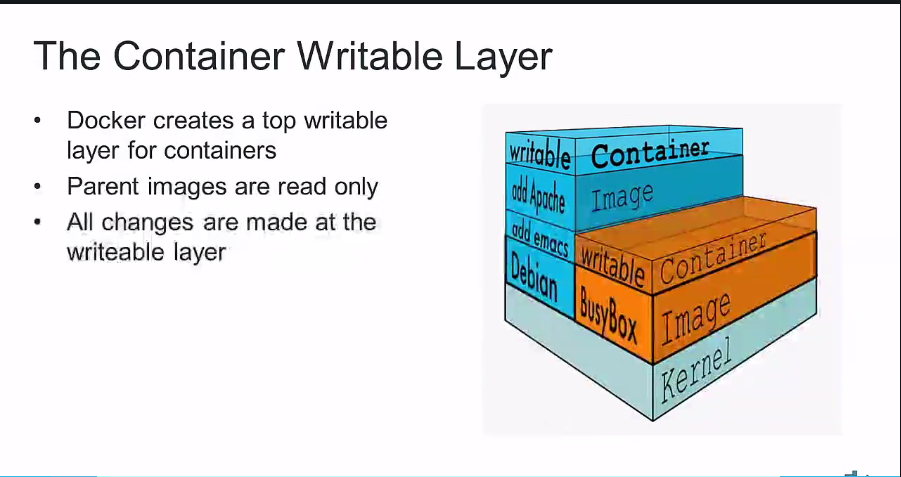 The Container Writable Layer
• Docker creates a top writable
layer for containers
• Parent images are read only
• All changes are made at the
writeable layer
writable Container
add Apache Image
add emacs
Debian
writable Container
BusyBox Image
Kernel